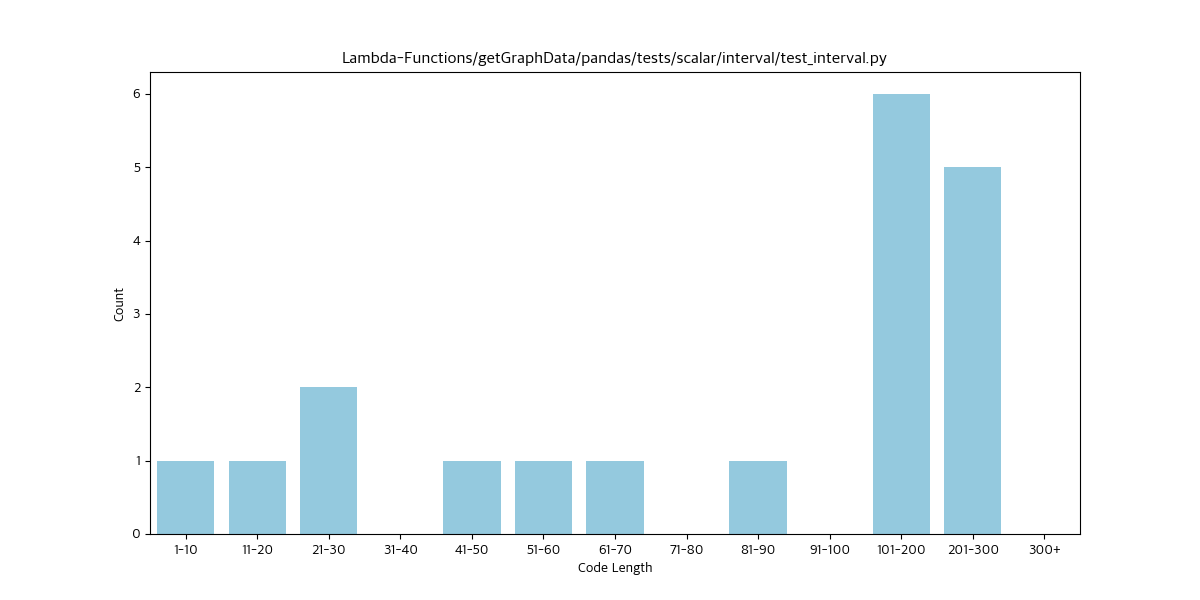 Lambda-Functions/getGraphData/pandas/tests/scalar/interval/test_interval.py
6
5
4
3
2
1
0
Count
1-10 11-20 21-30 31-40 41-50 51-60 61-70 71-80 81-90 91-100 101-200 201-300 300+
Code Length